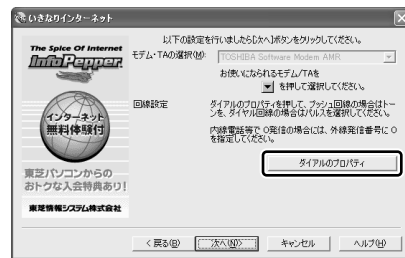 いきなりインターネット
The Spice Of Internet
InfoPepper
インターネット
無料体験付
東芝パソコンからの
おトクな入会特典あり!
東芝情報システム株式会社
以下の設定を行いましたら[次へ]ボタンをクリックしてください。
モデム・TAの選択(M):
TOSHIBA Software Modem AMR
お使いになられるモデム/TAを
▼ を押して選択してください。
回線設定
ダイアルのプロパティを押して、プッシュ回線の場合はトー
ンを、ダイヤル回線の場合はパルスを選択してください。
内線電話等で 0発信の場合には、外線発信番号に 0
を指定してください。
ダイアルのプロパティ
< 戻る(B)
次へ(N)>
キャンセル
ヘルプ(H)